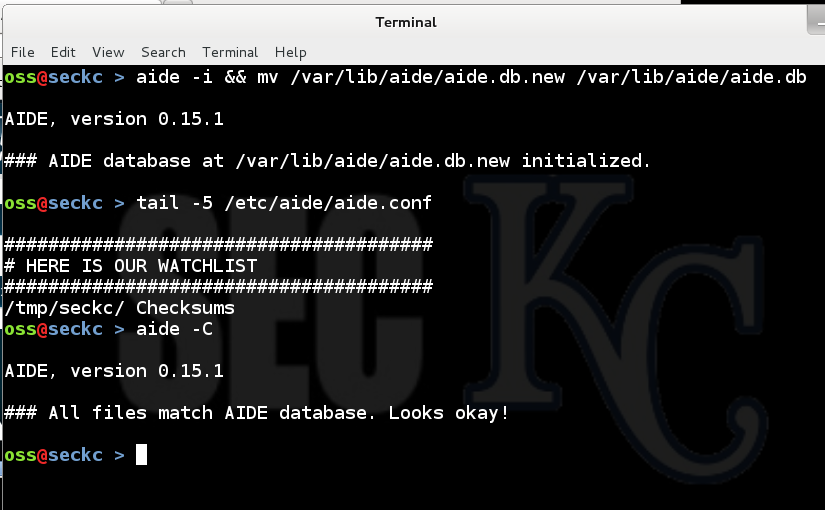 Terminal
File Edit View Search Terminal Help
oss@seckc > aide -i && mv /var/lib/aide/aide.db.new /var/lib/aide/aide.db
AIDE, version 0.15.1
### AIDE database at /var/lib/aide/aide.db.new initialized.
oss@seckc > tail -5 /etc/aide/aide.conf
#######################################
# HERE IS OUR WATCHLIST
#######################################
/tmp/seckc/ Checksums
oss@seckc > aide -C
AIDE, version 0.15.1
### All files match AIDE database. Looks okay!
oss@seckc >
SEC KC